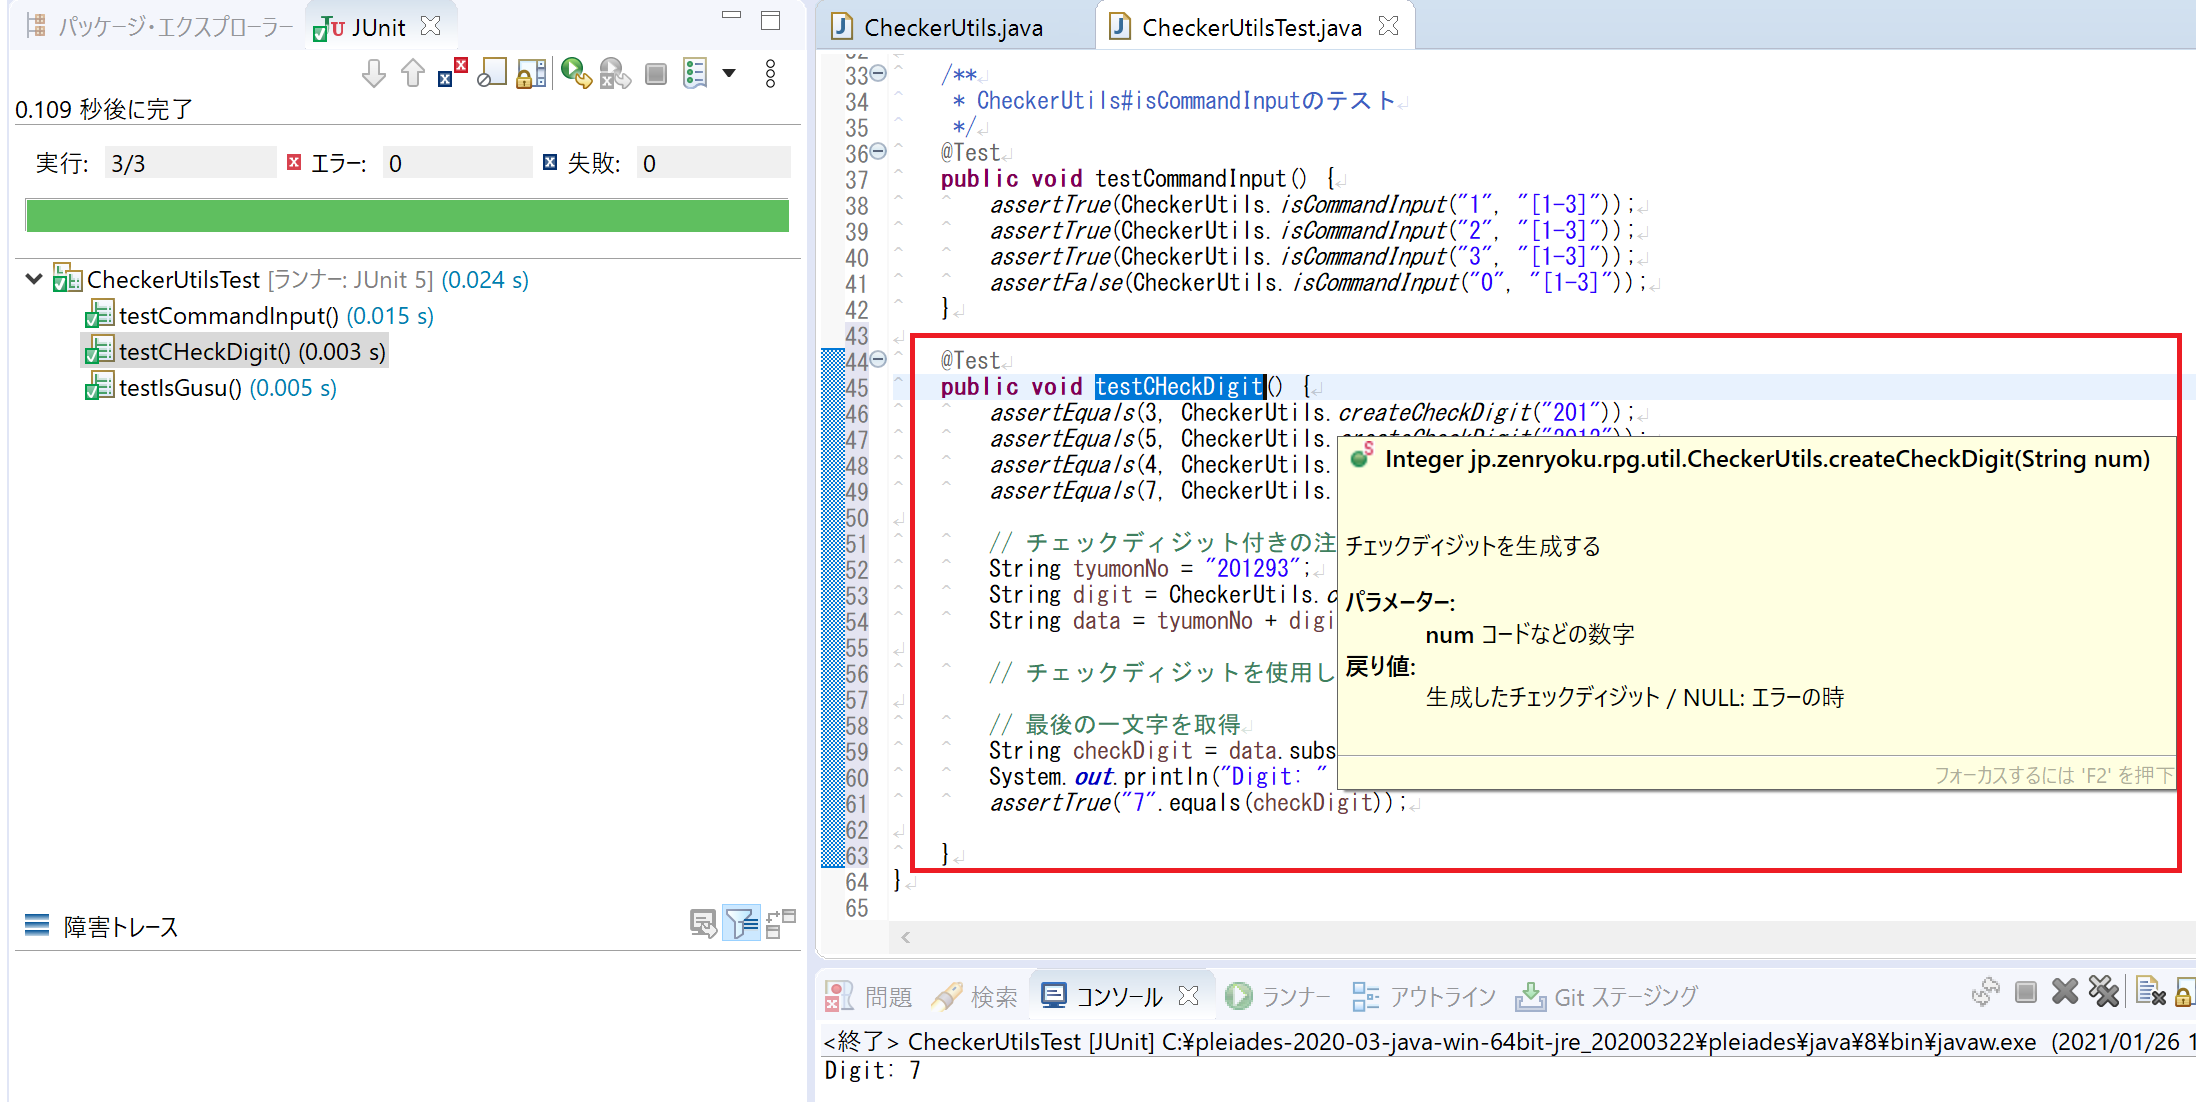 パッケージ・エクスプローラー
JUnit
0.109 秒後に完了
実行: 3/3 エラー: 0 失敗: 0
CheckerUtilsTest [ランナー: JUnit 5] (0.024 s)
testCommandInput() (0.015 s)
testCHeckDigit() (0.003 s)
testIsGusu() (0.005 s)
障害トレース
CheckerUtils.java
CheckerUtilsTest.java
33 /**
34 * CheckerUtils#isCommandInputのテスト
35 */
36 @Test
37 public void testCommandInput() {
38 assertTrue(CheckerUtils.isCommandInput("1", "[1-3]"));
39 assertTrue(CheckerUtils.isCommandInput("2", "[1-3]"));
40 assertTrue(CheckerUtils.isCommandInput("3", "[1-3]"));
41 assertFalse(CheckerUtils.isCommandInput("0", "[1-3]"));
42 }
43
44 @Test
45 public void testCHeckDigit() {
46 assertEquals(3, CheckerUtils.createCheckDigit("201"));
47 assertEquals(5, CheckerUtils.
48 assertEquals(4, CheckerUtils.
49 assertEquals(7, CheckerUtils.
50
51 // チェックディジット付きの注
52 String tyumonNo = "201293";
53 String digit = CheckerUtils.c
54 String data = tyumonNo + digi
55
56 // チェックディジットを使用し
57
58 // 最後の一文字を取得
59 String checkDigit = data.subs
60 System.out.println("Digit: "
61 assertTrue("7".equals(checkDigit));
62
63 }
64 }
65
Integer jp.zenryoku.rpg.util.CheckerUtils.createCheckDigit(String num)
チェックディジットを生成する
パラメーター:
num コードなどの数字
戻り値:
生成したチェックディジット / NULL: エラーの時
フォーカスするには 'F2' を押下
問題 検索 コンソール ランナー アウトライン Git ステージング
<終了> CheckerUtilsTest [JUnit] C:¥pleiades-2020-03-java-win-64bit-jre_20200322¥pleiades¥java¥8¥bin¥javaw.exe (2021/01/26 1
Digit: 7